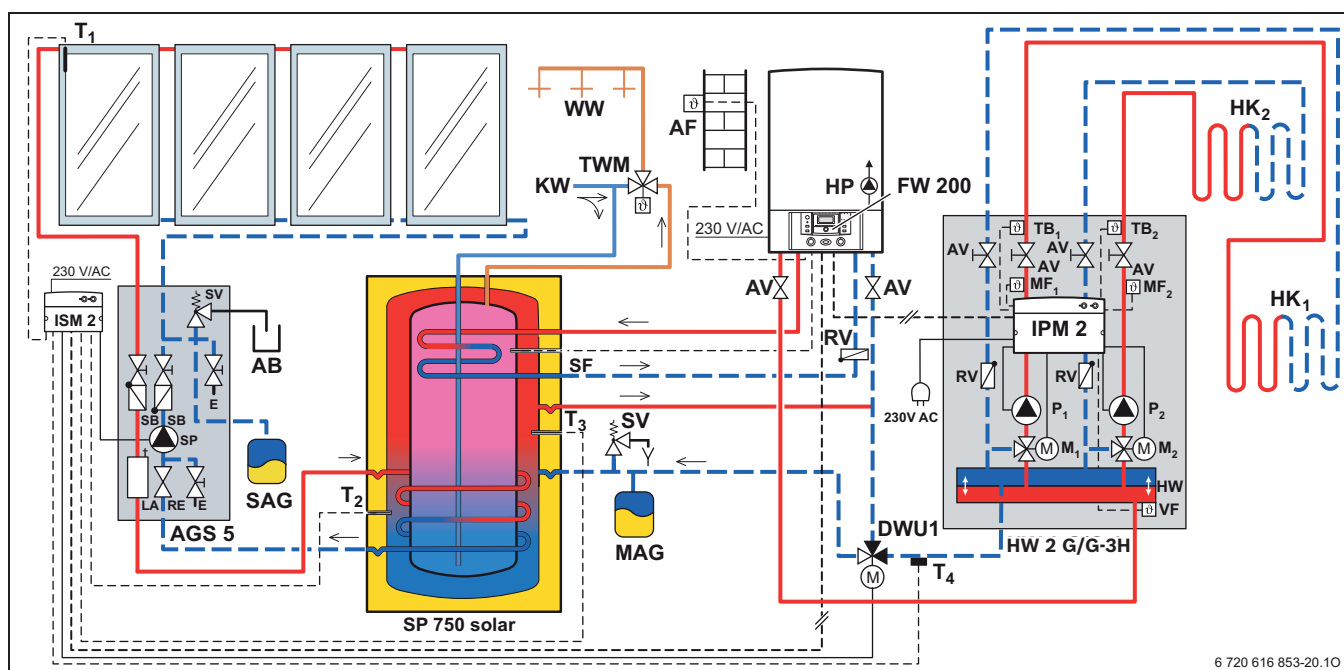 T1
WW
AF
TWM
KW
HP
FW 200
230 V/AC
HK2
TB1
TB2
AV
AV
AV
AV
MF1
MF2
HK1
230 V/AC
ISM 2
SV
AB
E
SB
SB
SP
SAG
LA
RE
E
AGS 5
AV
AV
RV
SF
T3
SV
T2
MAG
SP 750 solar
IPM 2
RV
RV
230V AC
P1
P2
M
M1
M
M2
HW
VF
DWU1
M
T4
HW 2 G/G-3H
ϑ
ϑ
ϑ
ϑ
ϑ
ϑ
ϑ
t
6 720 616 853-20.1O